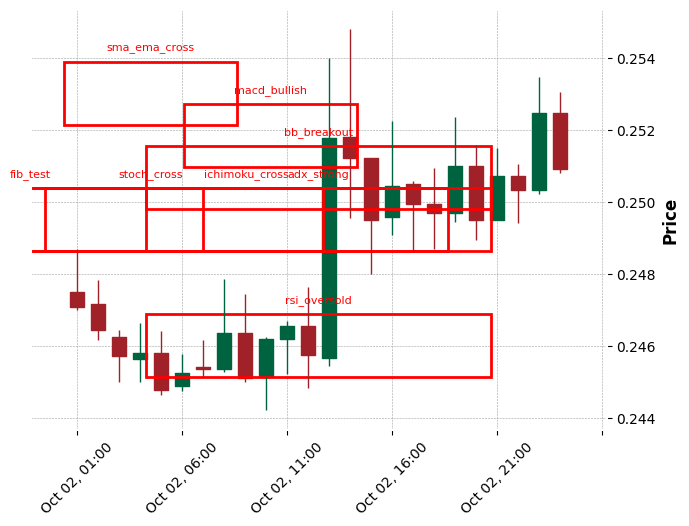 sma_ema_cross
macd_bullish
bb_breakout
fib_test
stoch_cross
ichimoku_cross
adx_strong
rsi_oversold
0.254
0.252
0.250
0.248
0.246
0.244
Price
Oct 02, 01:00
Oct 02, 06:00
Oct 02, 11:00
Oct 02, 16:00
Oct 02, 21:00